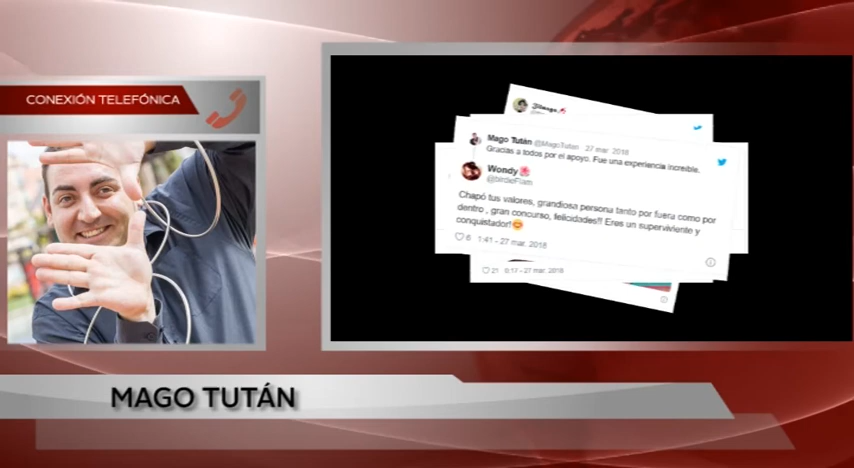 CONEXIÓN TELEFÓNICA
Mago Tután @MagoTutan 27 mar. 2018
Gracias a todos por el apoyo. Fue una experiencia increíble.
Wondy
@birdieFlam
Chapó tus valores, grandiosa persona tanto por fuera como por
dentro , gran concurso, felicidades!! Eres un superviviente y
conquistador!
6 1:41 - 27 mar. 2018
21 0:17 - 27 mar. 2018
MAGO TUTÁN